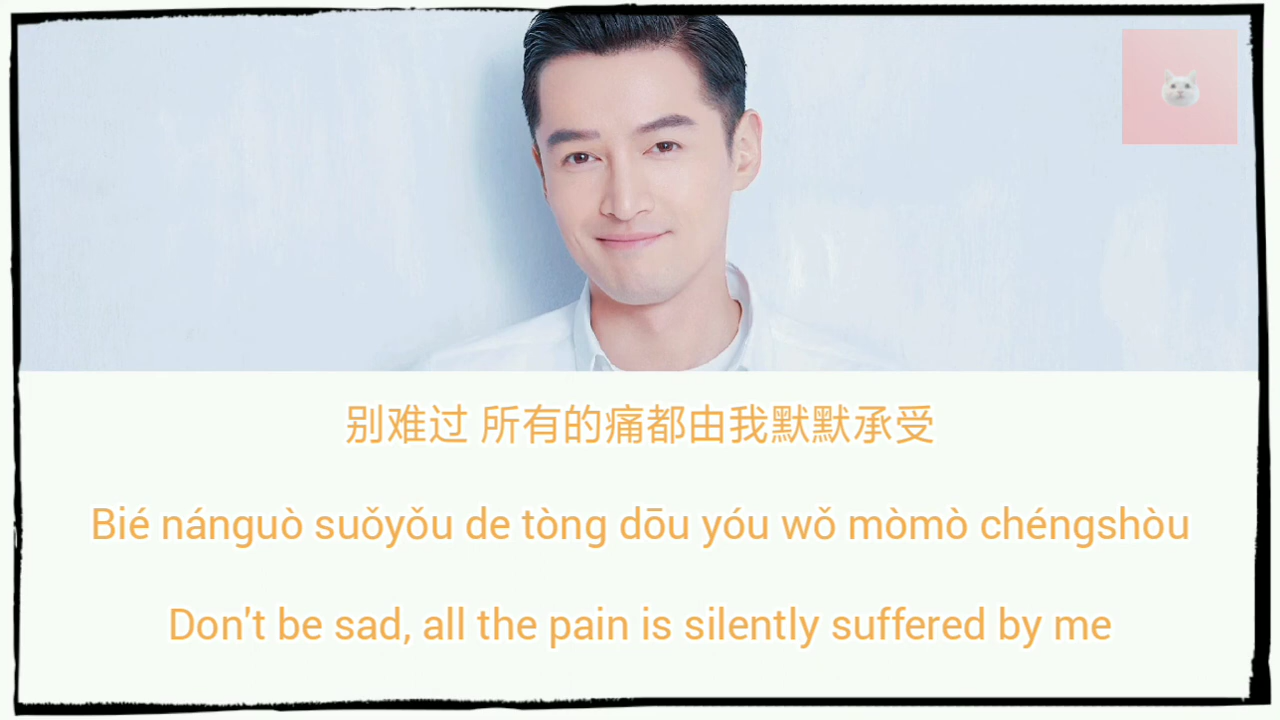 别难过 所有的痛都由我默默承受
Bié nánguò suǒyǒu de tòng dōu yóu wǒ mòmò chéngshòu
Don't be sad, all the pain is silently suffered by me